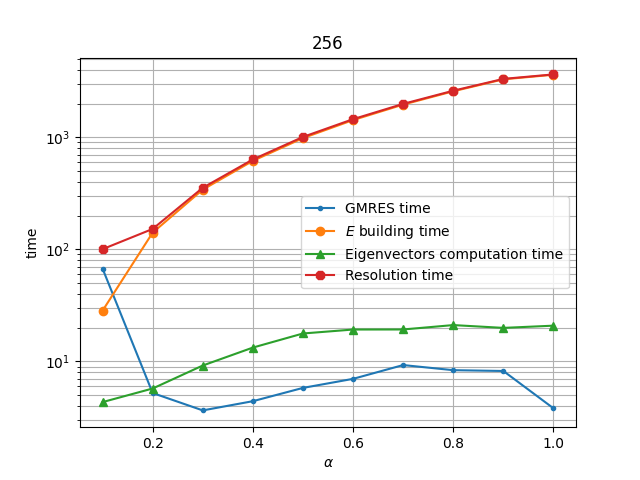 256
time
10³
10²
10¹
GMRES time
E building time
Eigenvectors computation time
Resolution time
0.2 0.4 0.6 0.8 1.0
α